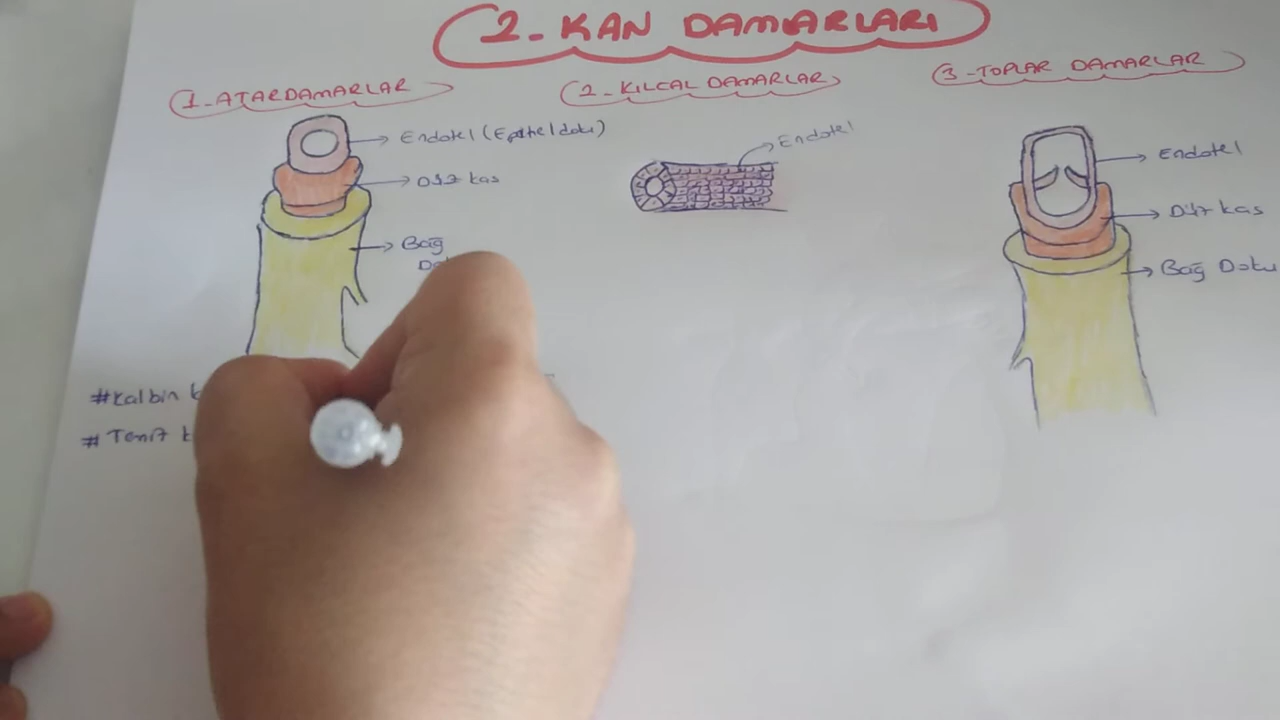 2- KAN DAMARLARI
1-ATARDAMARLAR
2- KILCAL DAMARLAR
3-TOPLAR DAMARLAR
Endotel (Epitel doku)
Düz kas
Bağ
Endotel
Endotel
Düz kas
Bağ Doku
#Kalbin
# Temiz